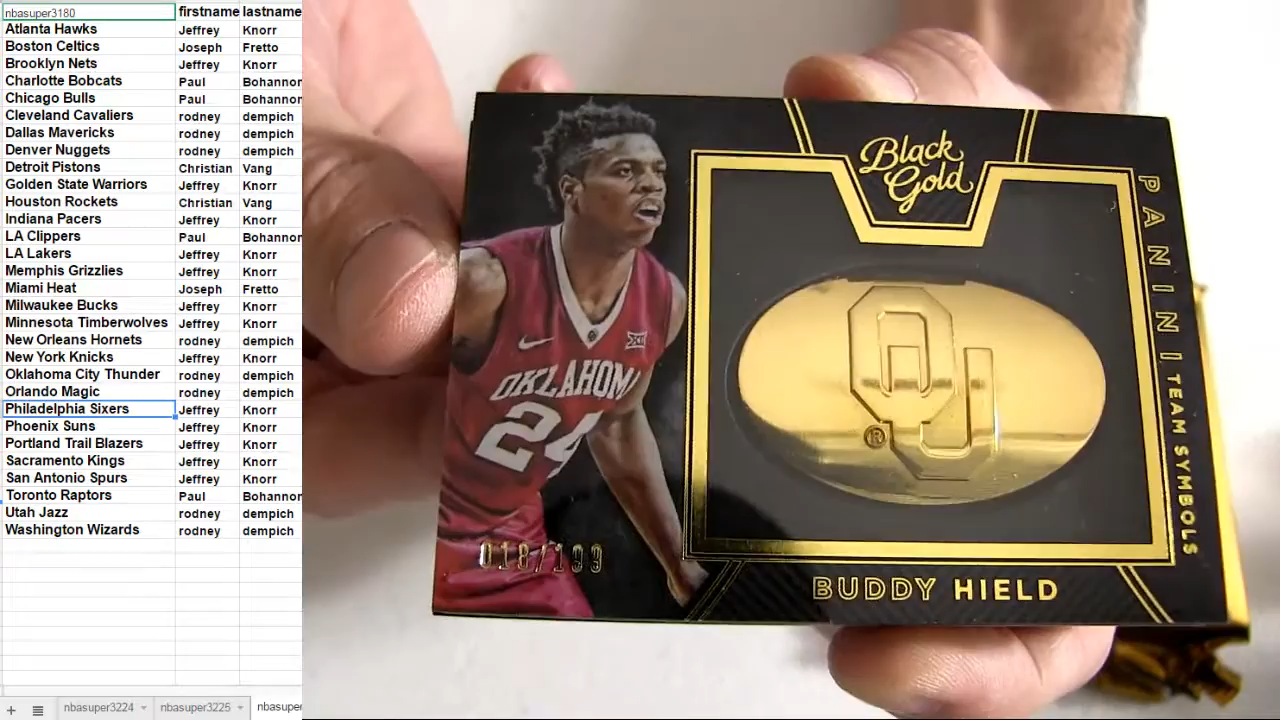 nbasuper3180 firstname lastname
Atlanta Hawks Jeffrey Knorr
Boston Celtics Joseph Fretto
Brooklyn Nets Jeffrey Knorr
Charlotte Bobcats Paul Bohannon
Chicago Bulls Paul Bohannon
Cleveland Cavaliers rodney dempich
Dallas Mavericks rodney dempich
Denver Nuggets rodney dempich
Detroit Pistons Christian Vang
Golden State Warriors Jeffrey Knorr
Houston Rockets Christian Vang
Indiana Pacers Jeffrey Knorr
LA Clippers Paul Bohannon
LA Lakers Jeffrey Knorr
Memphis Grizzlies Jeffrey Knorr
Miami Heat Joseph Fretto
Milwaukee Bucks Jeffrey Knorr
Minnesota Timberwolves Jeffrey Knorr
New Orleans Hornets rodney dempich
New York Knicks Jeffrey Knorr
Oklahoma City Thunder rodney dempich
Orlando Magic rodney dempich
Philadelphia Sixers Jeffrey Knorr
Phoenix Suns Jeffrey Knorr
Portland Trail Blazers Jeffrey Knorr
Sacramento Kings Jeffrey Knorr
San Antonio Spurs Jeffrey Knorr
Toronto Raptors Paul Bohannon
Utah Jazz rodney dempich
Washington Wizards rodney dempich
nbasuper3224 nbasuper3225 nbasuper
Black
Gold
PANINI TEAM SYMBOLS
OU
®
XII
OKLAHOMA
24
018/199
BUDDY HIELD